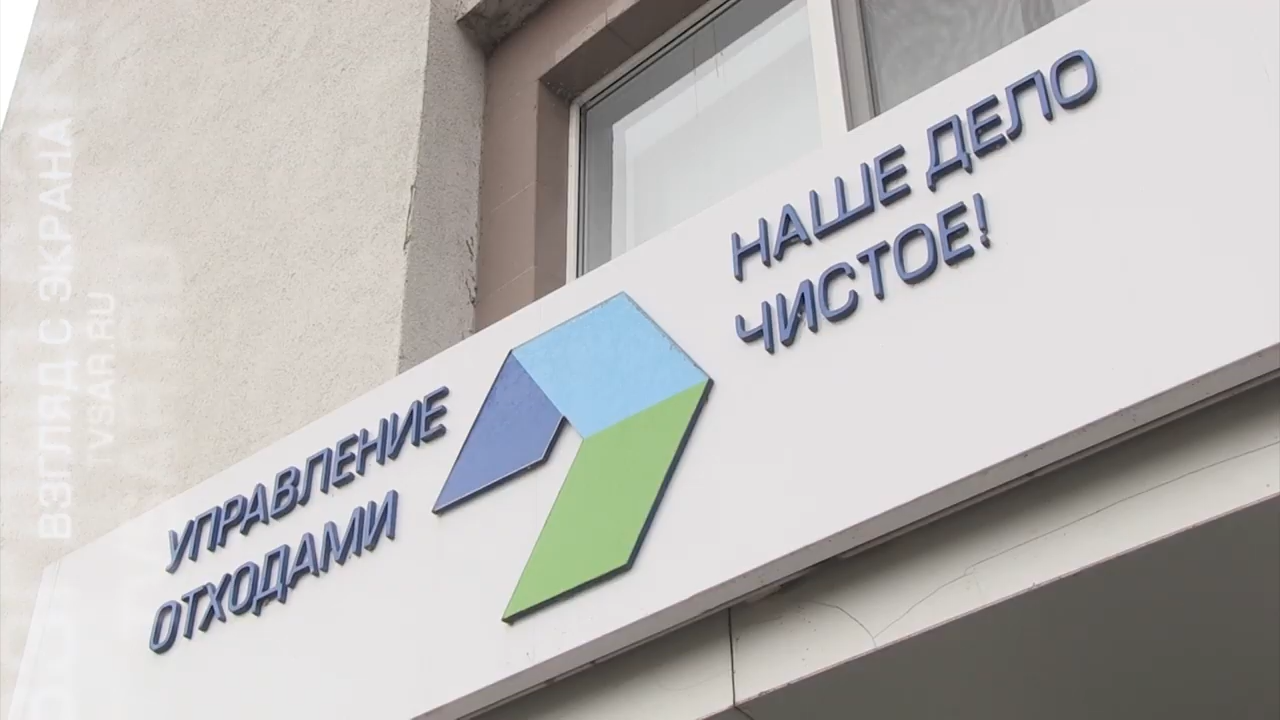 УПРАВЛЕНИЕ
ОТХОДАМИ
НАШЕ ДЕЛО
ЧИСТОЕ!
ВЗГЛЯД С ЭКРАНА
TVSAR.RU